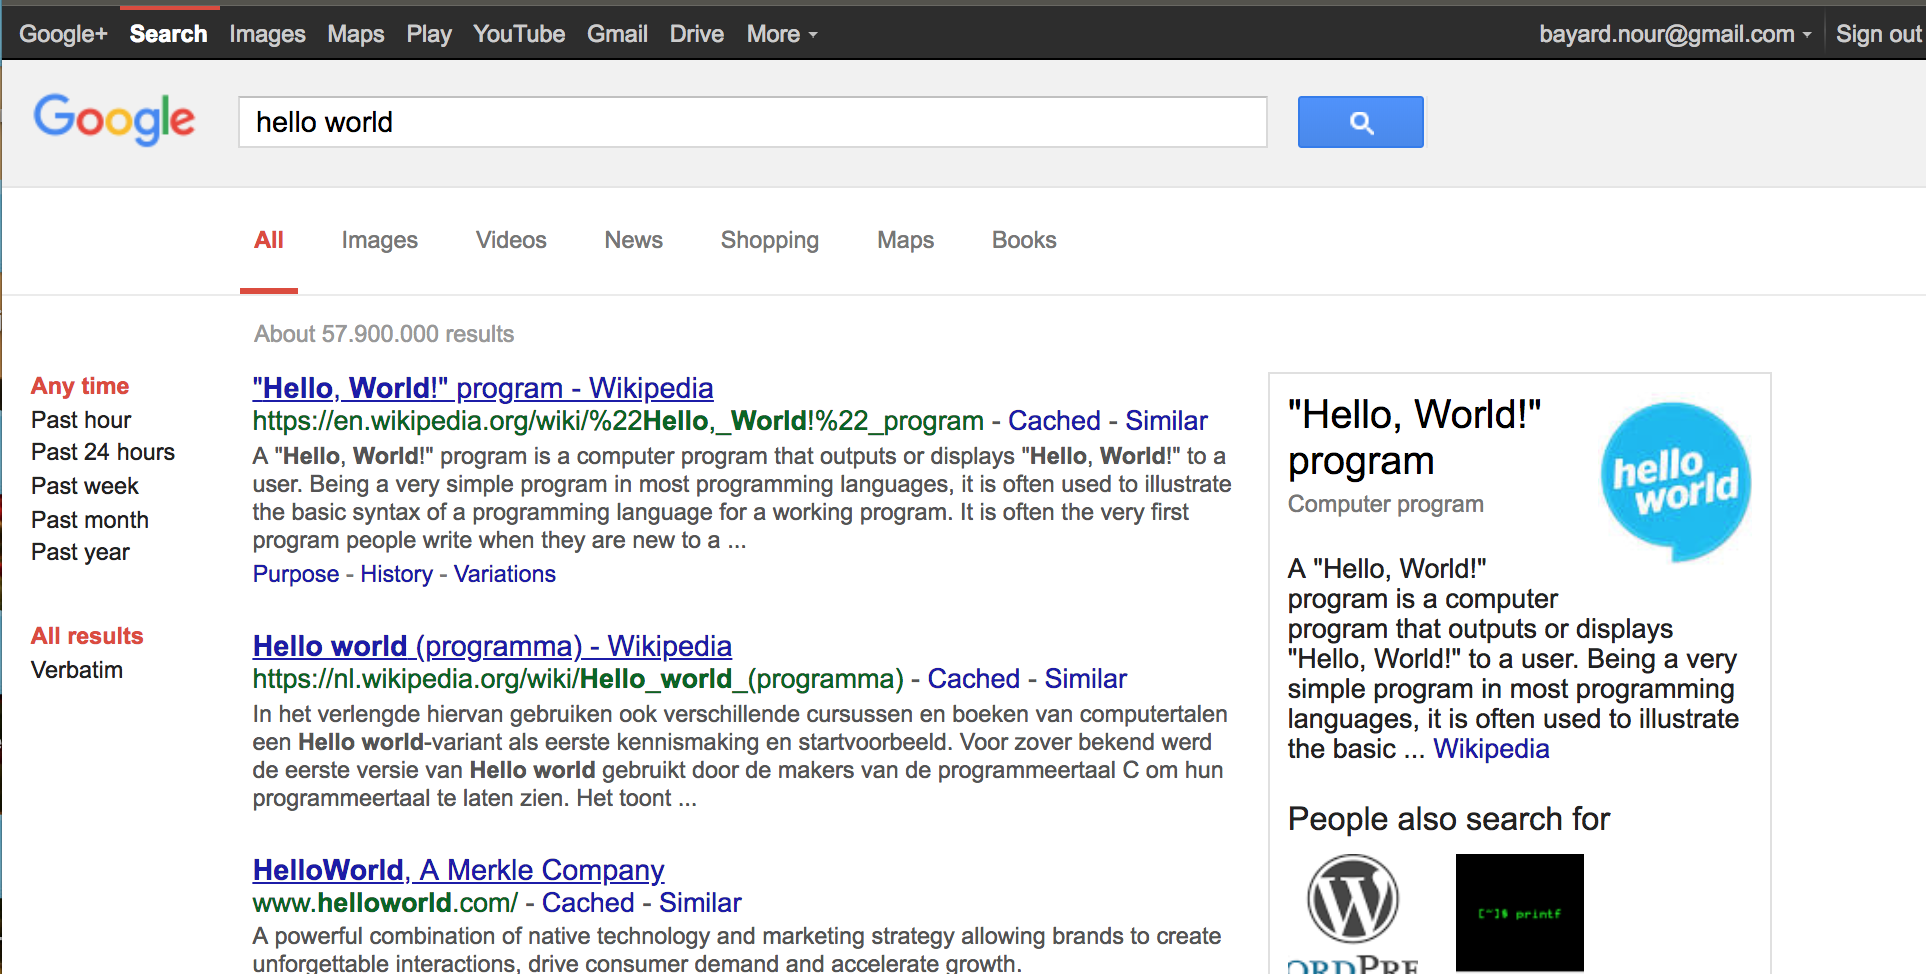 Google+ Search Images Maps Play YouTube Gmail Drive More bayard.nour@gmail.com Sign out
Google hello world
All Images Videos News Shopping Maps Books
About 57.900.000 results
Any time
Past hour
Past 24 hours
Past week
Past month
Past year
All results
Verbatim
"Hello, World!" program - Wikipedia
https://en.wikipedia.org/wiki/%22Hello,_World!%22_program - Cached - Similar
A "Hello, World!" program is a computer program that outputs or displays "Hello, World!" to a
user. Being a very simple program in most programming languages, it is often used to illustrate
the basic syntax of a programming language for a working program. It is often the very first
program people write when they are new to a ...
Purpose - History - Variations
Hello world (programma) - Wikipedia
https://nl.wikipedia.org/wiki/Hello_world_(programma) - Cached - Similar
In het verlengde hiervan gebruiken ook verschillende cursussen en boeken van computertalen
een Hello world-variant als eerste kennismaking en startvoorbeeld. Voor zover bekend werd
de eerste versie van Hello world gebruikt door de makers van de programmeertaal C om hun
programmeertaal te laten zien. Het toont ...
HelloWorld, A Merkle Company
www.helloworld.com/ - Cached - Similar
A powerful combination of native technology and marketing strategy allowing brands to create
unforgettable interactions, drive consumer demand and accelerate growth.
"Hello, World!"
program
Computer program
hello
world
A "Hello, World!"
program is a computer
program that outputs or displays
"Hello, World!" to a user. Being a very
simple program in most programming
languages, it is often used to illustrate
the basic ... Wikipedia
People also search for
W
[~]$ printf
ORDPRE